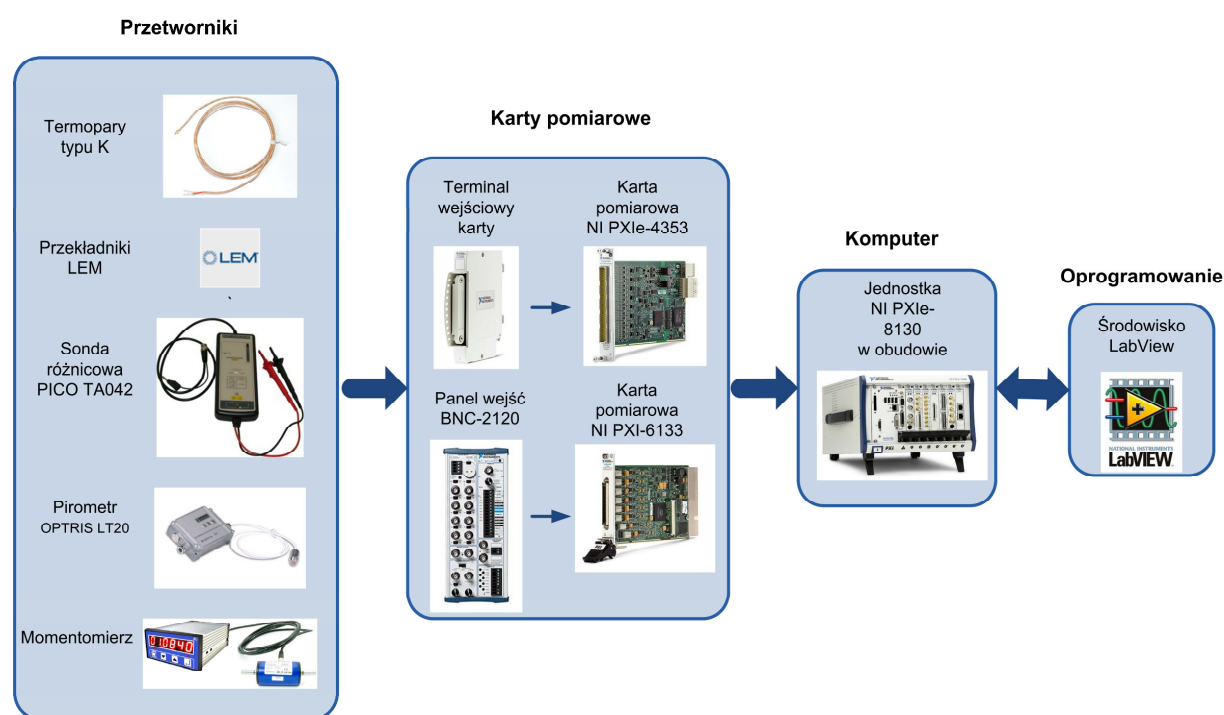 Przetworniki
Termopary
typu K
Przekładniki
LEM
LEM
Sonda
różnicowa
PICO TA042
Pirometr
OPTRIS LT20
Momentomierz
Karty pomiarowe
Terminal
wejściowy
karty
Karta
pomiarowa
NI PXIe-4353
Panel wejść
BNC-2120
Karta
pomiarowa
NI PXI-6133
Komputer
Jednostka
NI PXIe-
8130
w obudowie
Oprogramowanie
Środowisko
LabView
NATIONAL INSTRUMENTS
LabVIEW